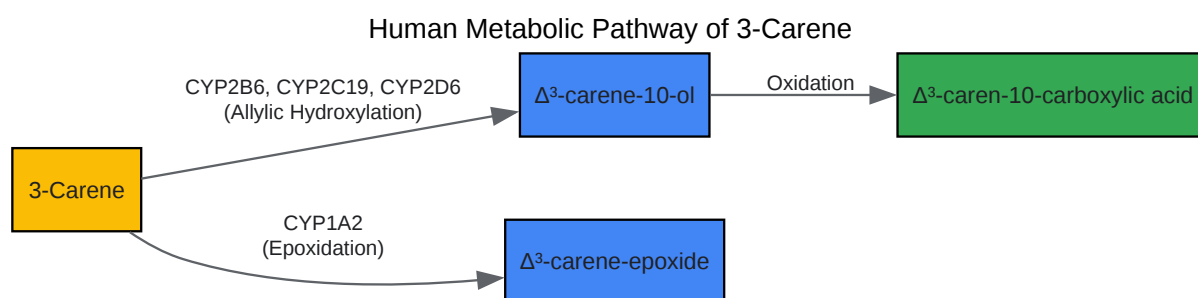 Human Metabolic Pathway of 3-Carene
CYP2B6, CYP2C19, CYP2D6
(Allylic Hydroxylation)
Δ³-carene-10-ol
Oxidation
Δ³-caren-10-carboxylic acid
3-Carene
CYP1A2
(Epoxidation)
Δ³-carene-epoxide